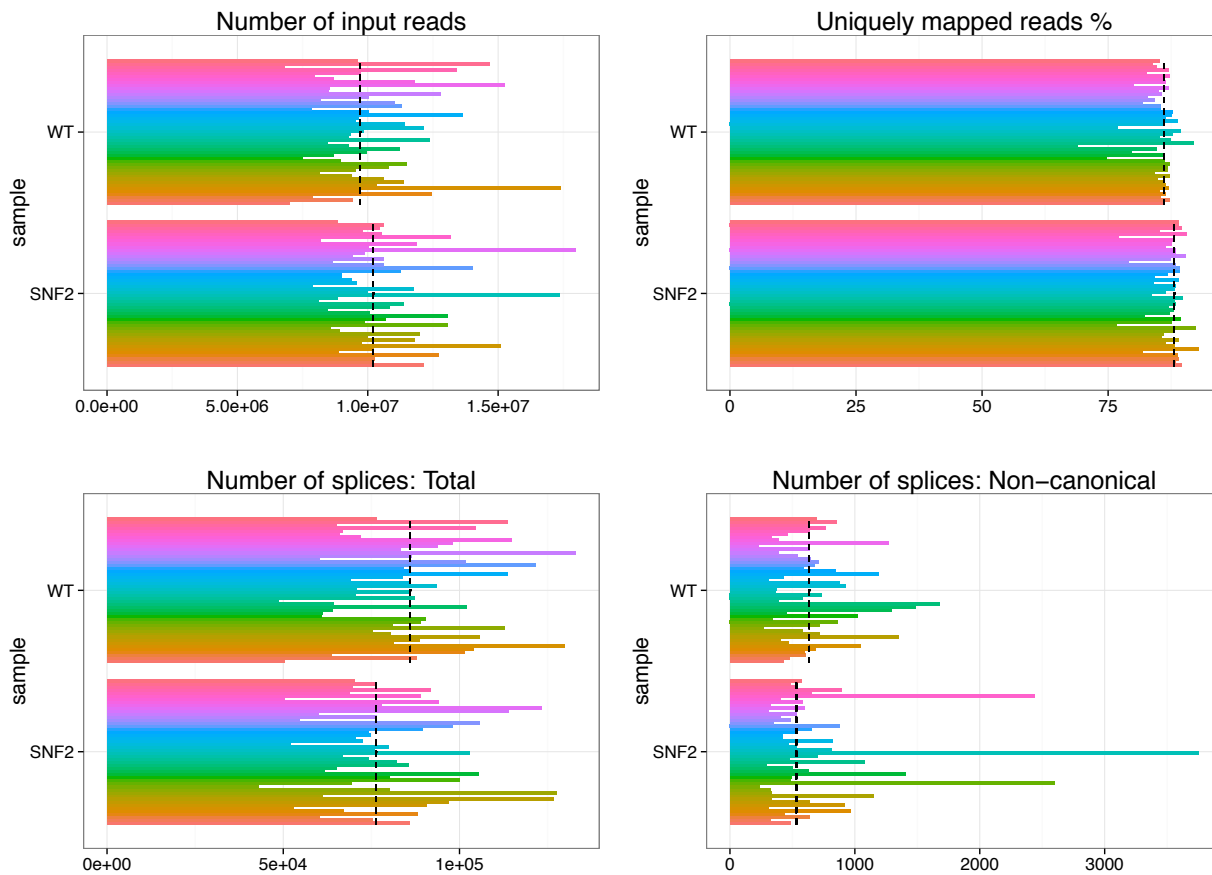 Number of input reads
sample
WT
SNF2
0.0e+00 5.0e+06 1.0e+07 1.5e+07
Uniquely mapped reads %
sample
WT
SNF2
0 25 50 75
Number of splices: Total
sample
WT
SNF2
0e+00 5e+04 1e+05
Number of splices: Non−canonical
sample
WT
SNF2
0 1000 2000 3000